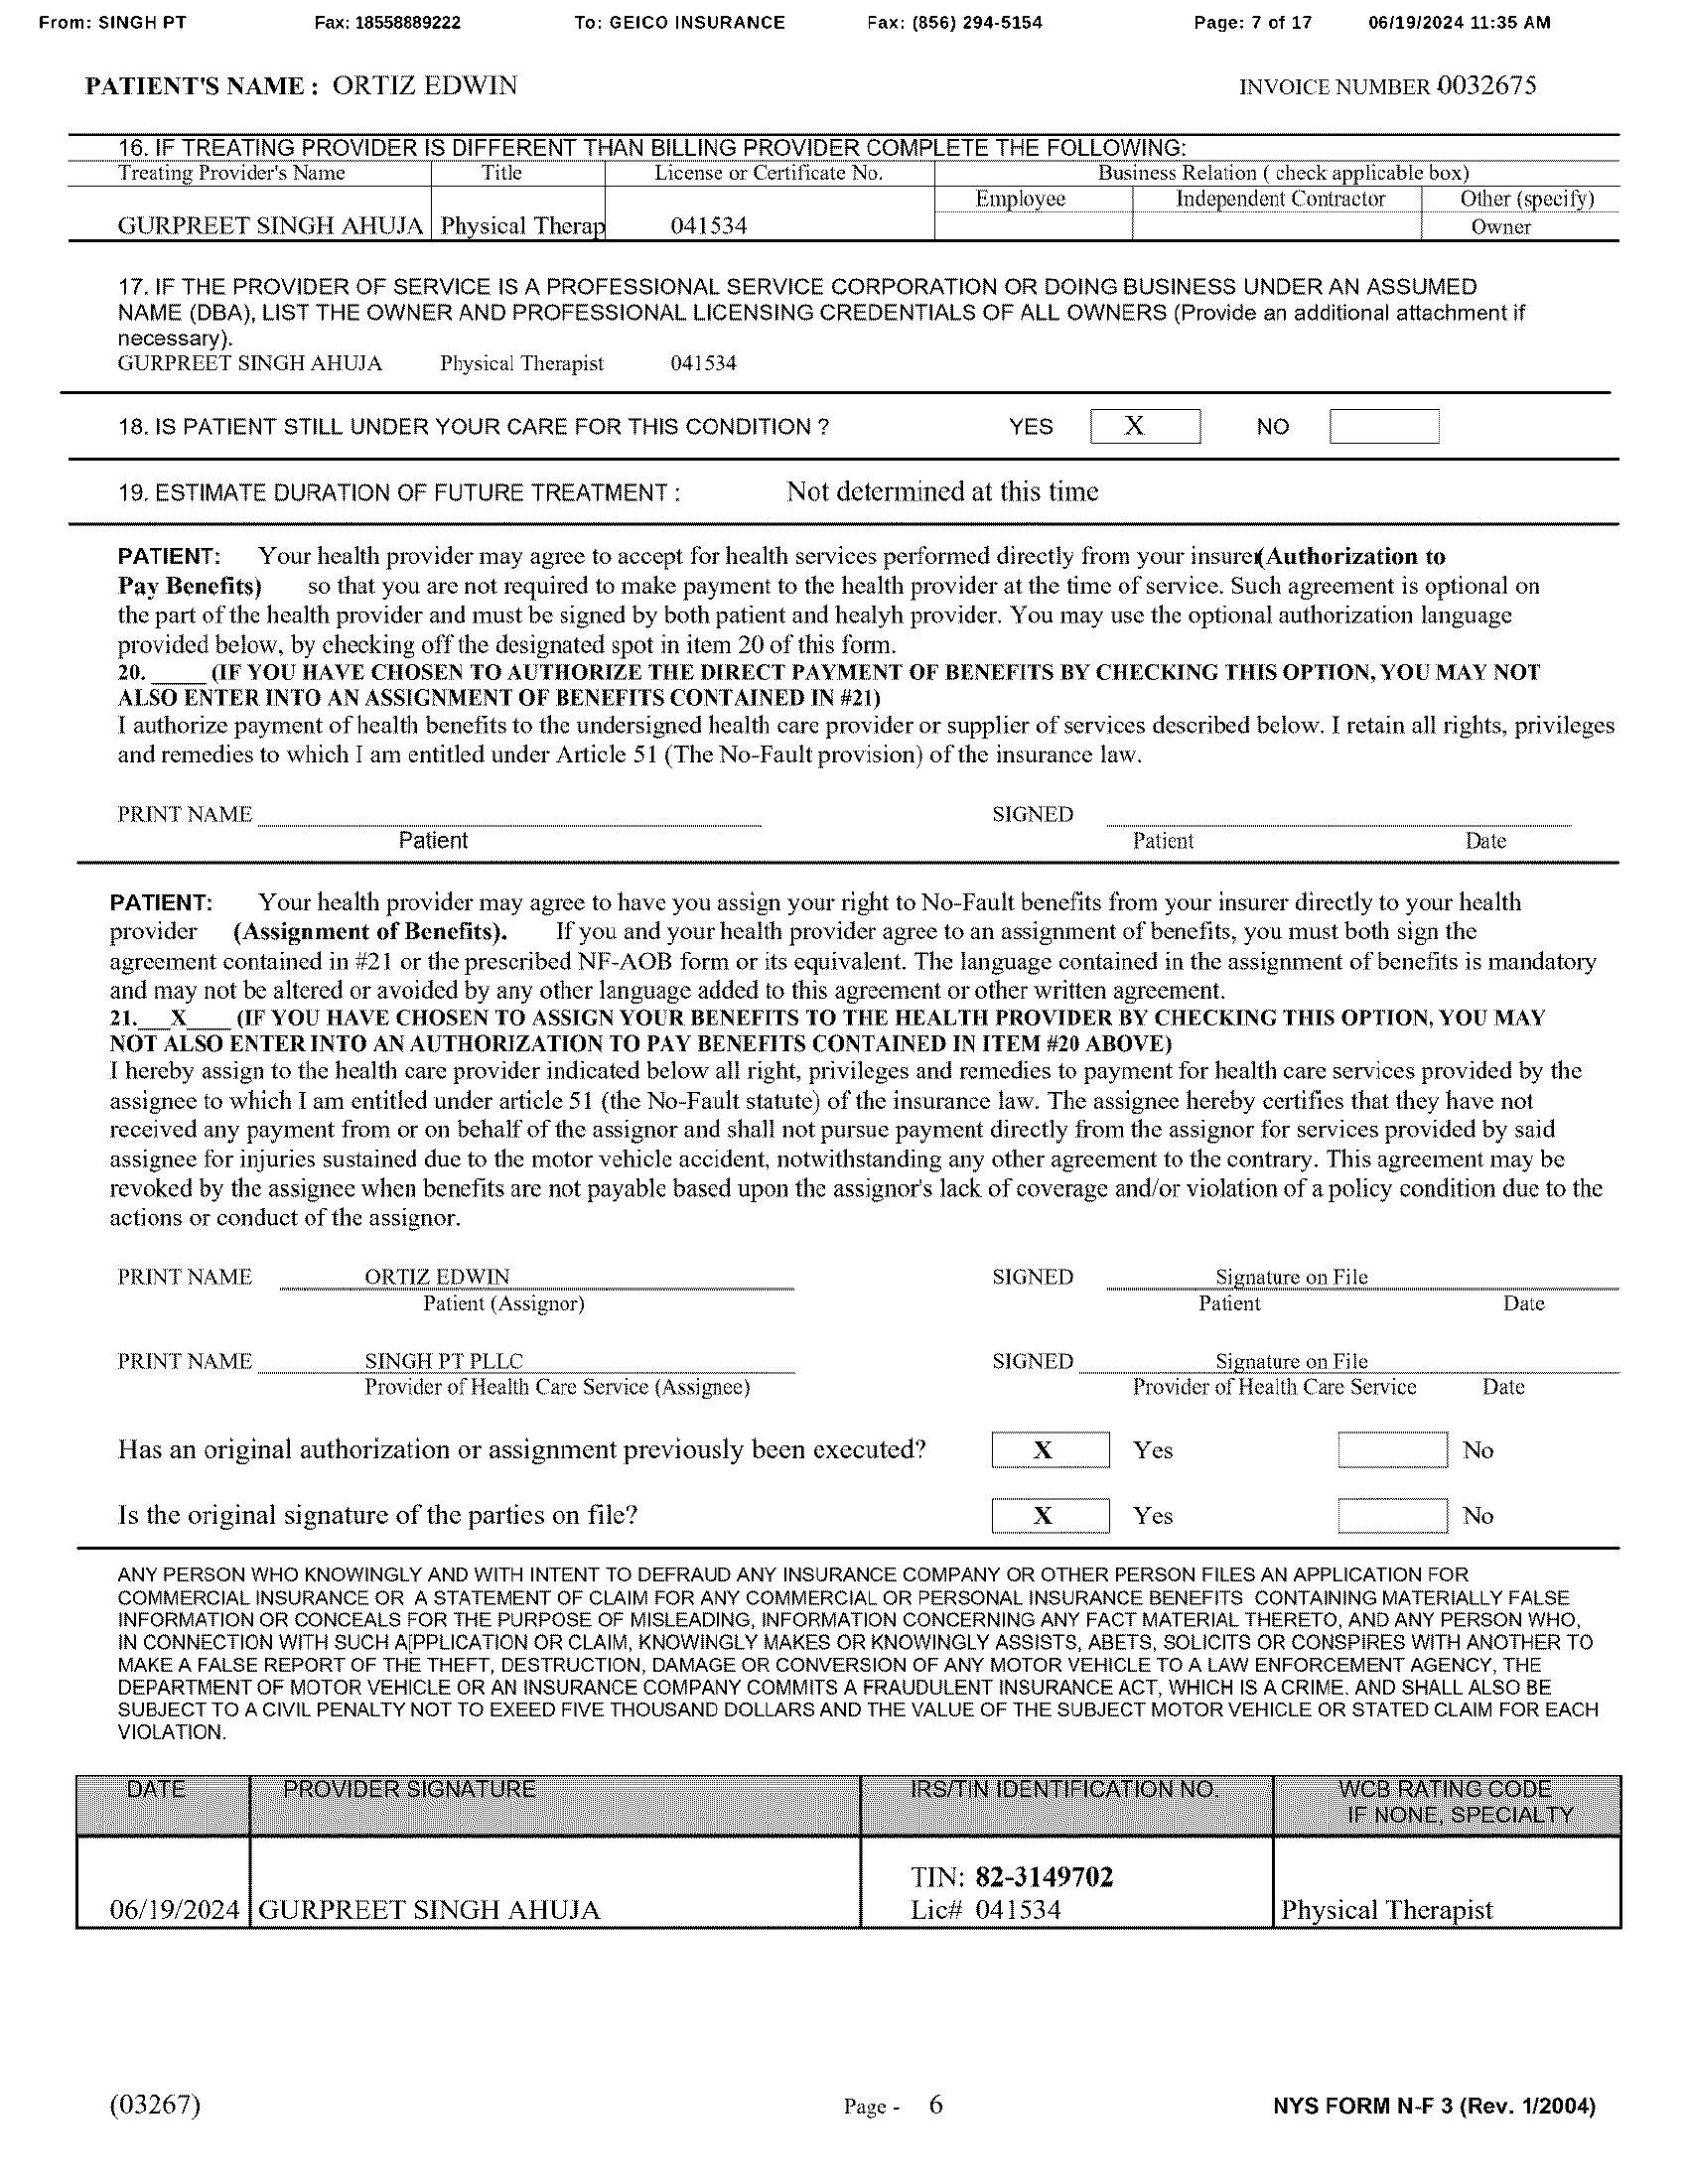 From: SINGH PT Fax: 18558889222 To: GEICO INSURANCE Fax: (856) 294-5154 Page: 7 of 17 06/19/2024 11:35 AM
PATIENT'S NAME : ORTIZ EDWIN INVOICE NUMBER 0032675
16. IF TREATING PROVIDER IS DIFFERENT THAN BILLING PROVIDER COMPLETE THE FOLLOWING:
Treating Provider's Name Title License or Certificate No. Business Relation ( check applicable box)
Employee Independent Contractor Other (specify)
GURPREET SINGH AHUJA Physical Therap 041534 Owner
17. IF THE PROVIDER OF SERVICE IS A PROFESSIONAL SERVICE CORPORATION OR DOING BUSINESS UNDER AN ASSUMED
NAME (DBA), LIST THE OWNER AND PROFESSIONAL LICENSING CREDENTIALS OF ALL OWNERS (Provide an additional attachment if
necessary).
GURPREET SINGH AHUJA Physical Therapist 041534
18. IS PATIENT STILL UNDER YOUR CARE FOR THIS CONDITION ? YES X NO
19. ESTIMATE DURATION OF FUTURE TREATMENT : Not determined at this time
PATIENT: Your health provider may agree to accept for health services performed directly from your insurer(Authorization to
Pay Benefits) so that you are not required to make payment to the health provider at the time of service. Such agreement is optional on
the part of the health provider and must be signed by both patient and healyh provider. You may use the optional authorization language
provided below, by checking off the designated spot in item 20 of this form.
20. _____ (IF YOU HAVE CHOSEN TO AUTHORIZE THE DIRECT PAYMENT OF BENEFITS BY CHECKING THIS OPTION, YOU MAY NOT
ALSO ENTER INTO AN ASSIGNMENT OF BENEFITS CONTAINED IN #21)
I authorize payment of health benefits to the undersigned health care provider or supplier of services described below. I retain all rights, privileges
and remedies to which I am entitled under Article 51 (The No-Fault provision) of the insurance law.
PRINT NAME SIGNED
Patient Patient Date
PATIENT: Your health provider may agree to have you assign your right to No-Fault benefits from your insurer directly to your health
provider (Assignment of Benefits). If you and your health provider agree to an assignment of benefits, you must both sign the
agreement contained in #21 or the prescribed NF-AOB form or its equivalent. The language contained in the assignment of benefits is mandatory
and may not be altered or avoided by any other language added to this agreement or other written agreement.
21.___X____ (IF YOU HAVE CHOSEN TO ASSIGN YOUR BENEFITS TO THE HEALTH PROVIDER BY CHECKING THIS OPTION, YOU MAY
NOT ALSO ENTER INTO AN AUTHORIZATION TO PAY BENEFITS CONTAINED IN ITEM #20 ABOVE)
I hereby assign to the health care provider indicated below all right, privileges and remedies to payment for health care services provided by the
assignee to which I am entitled under article 51 (the No-Fault statute) of the insurance law. The assignee hereby certifies that they have not
received any payment from or on behalf of the assignor and shall not pursue payment directly from the assignor for services provided by said
assignee for injuries sustained due to the motor vehicle accident, notwithstanding any other agreement to the contrary. This agreement may be
revoked by the assignee when benefits are not payable based upon the assignor's lack of coverage and/or violation of a policy condition due to the
actions or conduct of the assignor.
PRINT NAME ORTIZ EDWIN SIGNED Signature on File
Patient (Assignor) Patient Date
PRINT NAME SINGH PT PLLC SIGNED Signature on File
Provider of Health Care Service (Assignee) Provider of Health Care Service Date
Has an original authorization or assignment previously been executed? X Yes No
Is the original signature of the parties on file? X Yes No
ANY PERSON WHO KNOWINGLY AND WITH INTENT TO DEFRAUD ANY INSURANCE COMPANY OR OTHER PERSON FILES AN APPLICATION FOR
COMMERCIAL INSURANCE OR A STATEMENT OF CLAIM FOR ANY COMMERCIAL OR PERSONAL INSURANCE BENEFITS CONTAINING MATERIALLY FALSE
INFORMATION OR CONCEALS FOR THE PURPOSE OF MISLEADING, INFORMATION CONCERNING ANY FACT MATERIAL THERETO, AND ANY PERSON WHO,
IN CONNECTION WITH SUCH A[PPLICATION OR CLAIM, KNOWINGLY MAKES OR KNOWINGLY ASSISTS, ABETS, SOLICITS OR CONSPIRES WITH ANOTHER TO
MAKE A FALSE REPORT OF THE THEFT, DESTRUCTION, DAMAGE OR CONVERSION OF ANY MOTOR VEHICLE TO A LAW ENFORCEMENT AGENCY, THE
DEPARTMENT OF MOTOR VEHICLE OR AN INSURANCE COMPANY COMMITS A FRAUDULENT INSURANCE ACT, WHICH IS A CRIME. AND SHALL ALSO BE
SUBJECT TO A CIVIL PENALTY NOT TO EXEED FIVE THOUSAND DOLLARS AND THE VALUE OF THE SUBJECT MOTOR VEHICLE OR STATED CLAIM FOR EACH
VIOLATION.
DATE PROVIDER SIGNATURE IRS/TIN IDENTIFICATION NO. WCB RATING CODE
IF NONE, SPECIALTY
TIN: 82-3149702
06/19/2024 GURPREET SINGH AHUJA Lic# 041534 Physical Therapist
(03267) Page - 6 NYS FORM N-F 3 (Rev. 1/2004)